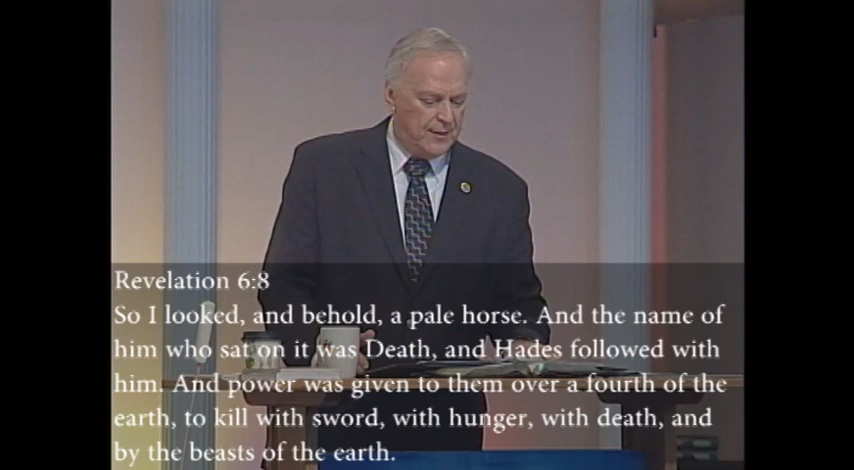 Revelation 6:8
So I looked, and behold, a pale horse. And the name of
him who sat on it was Death, and Hades followed with
him. And power was given to them over a fourth of the
earth, to kill with sword, with hunger, with death, and
by the beasts of the earth.